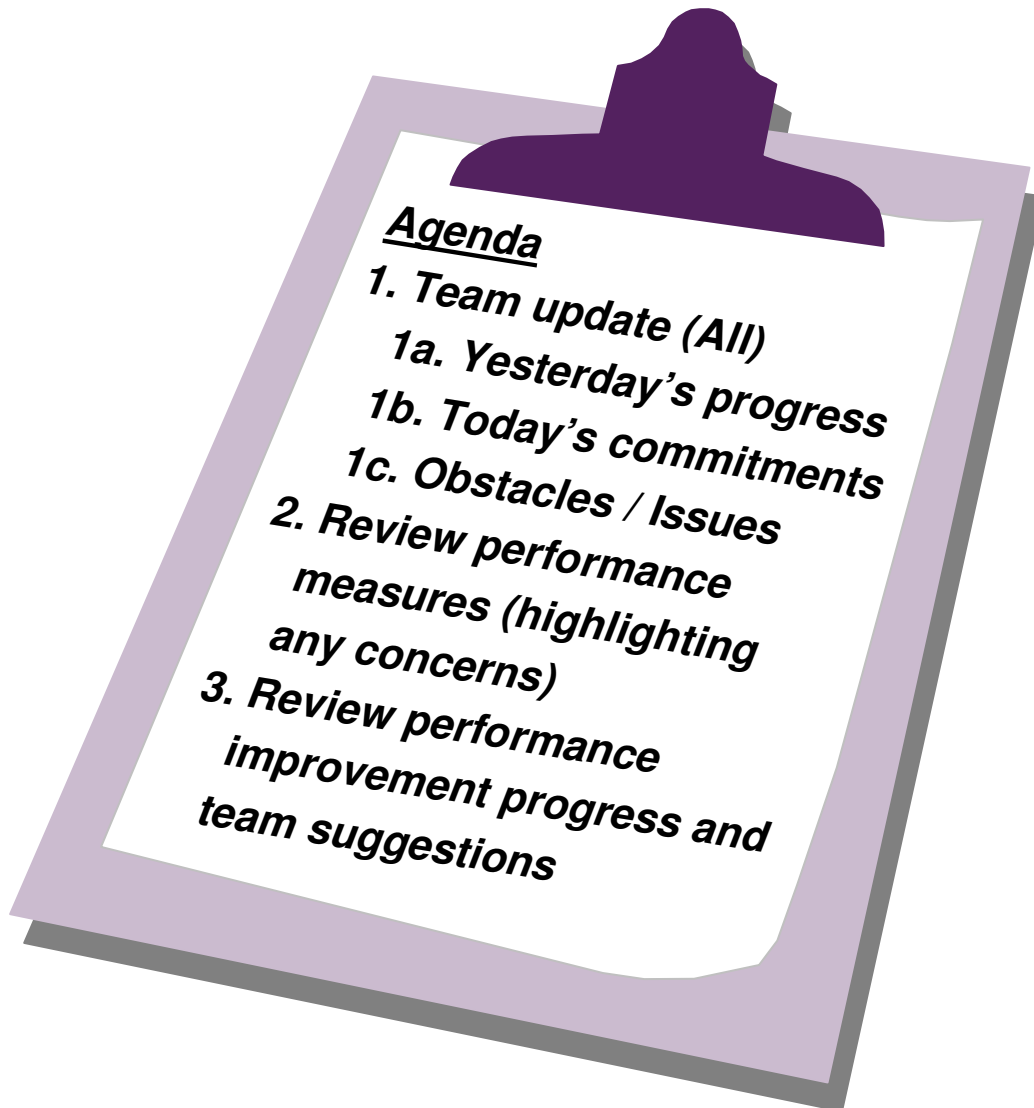 Agenda
1. Team update (All)
1a. Yesterday’s progress
1b. Today’s commitments
1c. Obstacles / Issues
2. Review performance
measures (highlighting
any concerns)
3. Review performance
improvement progress and
team suggestions